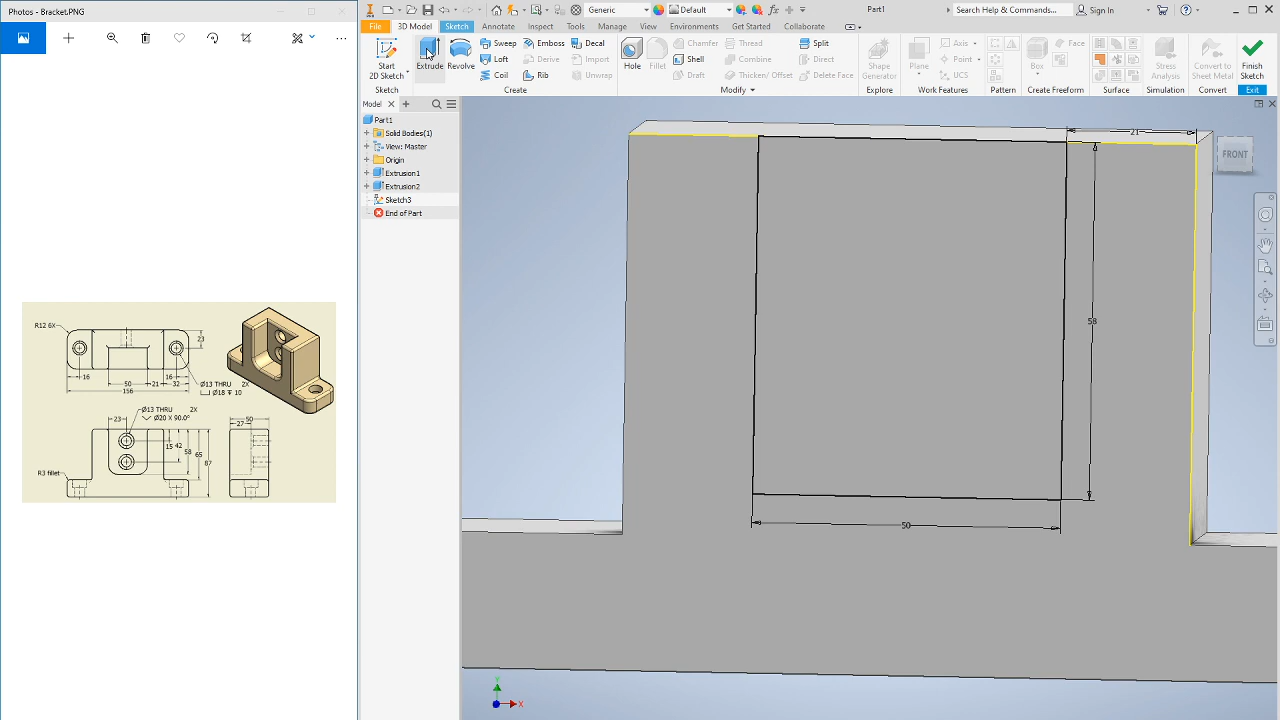 Photos - Bracket.PNG
Generic
Default
Part1
Search Commands...
Sign In
File
3D Model
Sketch
Annotate
Inspect
Tools
Manage
View
Environments
Get Started
Collaborate
Start
2D Sketch
Extrude
Revolve
Sweep
Loft
Coil
Emboss
Derive
Rib
Decal
Import
Unwrap
Hole
Fillet
Chamfer
Shell
Draft
Thread
Combine
Thicken/ Offset
Split
Direct
Delete Face
Shape
Generator
Plane
Axis
Point
UCS
Box
Face
Stress
Analysis
Convert to
Sheet Metal
Finish
Sketch
Sketch
Create
Modify
Explore
Work Features
Pattern
Create Freeform
Surface
Simulation
Convert
Exit
Model
Part1
Solid Bodies(1)
View: Master
Origin
Extrusion1
Extrusion2
Sketch3
End of Part
21
58
50
FRONT
Y
X
R12 6X
23
16
50
21
16
32
156
Ø13 THRU 2X
⌴ Ø18 ↧ 10
Ø13 THRU 2X
⌵ Ø20 X 90.0°
23
15
42
58
65
87
50
27
R3 fillet